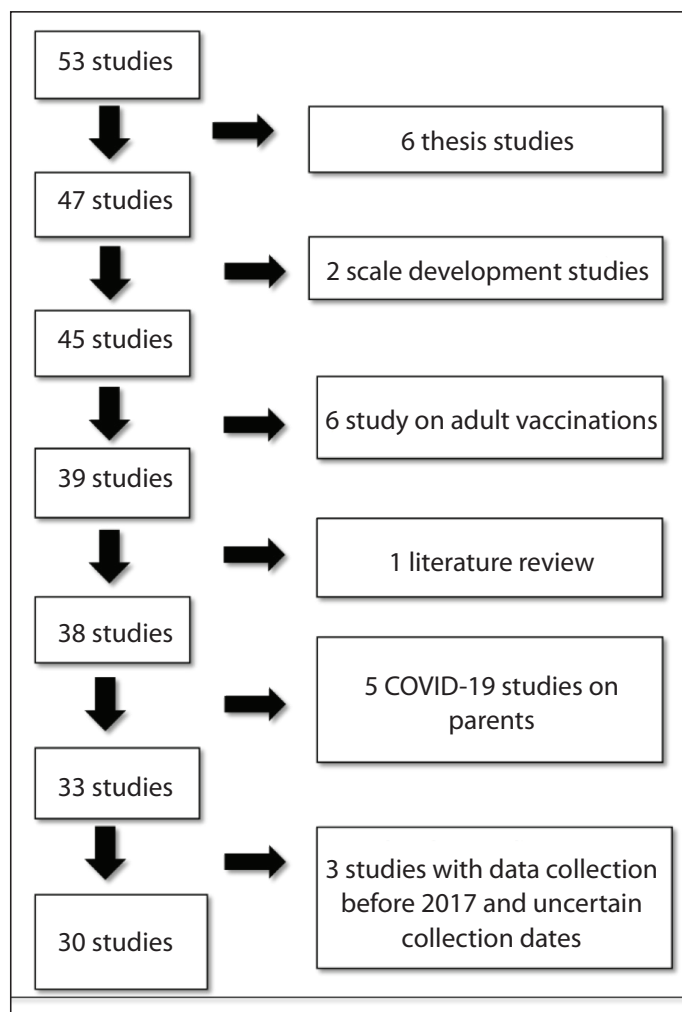 53 studies
6 thesis studies
47 studies
2 scale development studies
45 studies
6 study on adult vaccinations
39 studies
1 literature review
38 studies
5 COVID-19 studies on
parents
33 studies
3 studies with data collection
before 2017 and uncertain
collection dates
30 studies